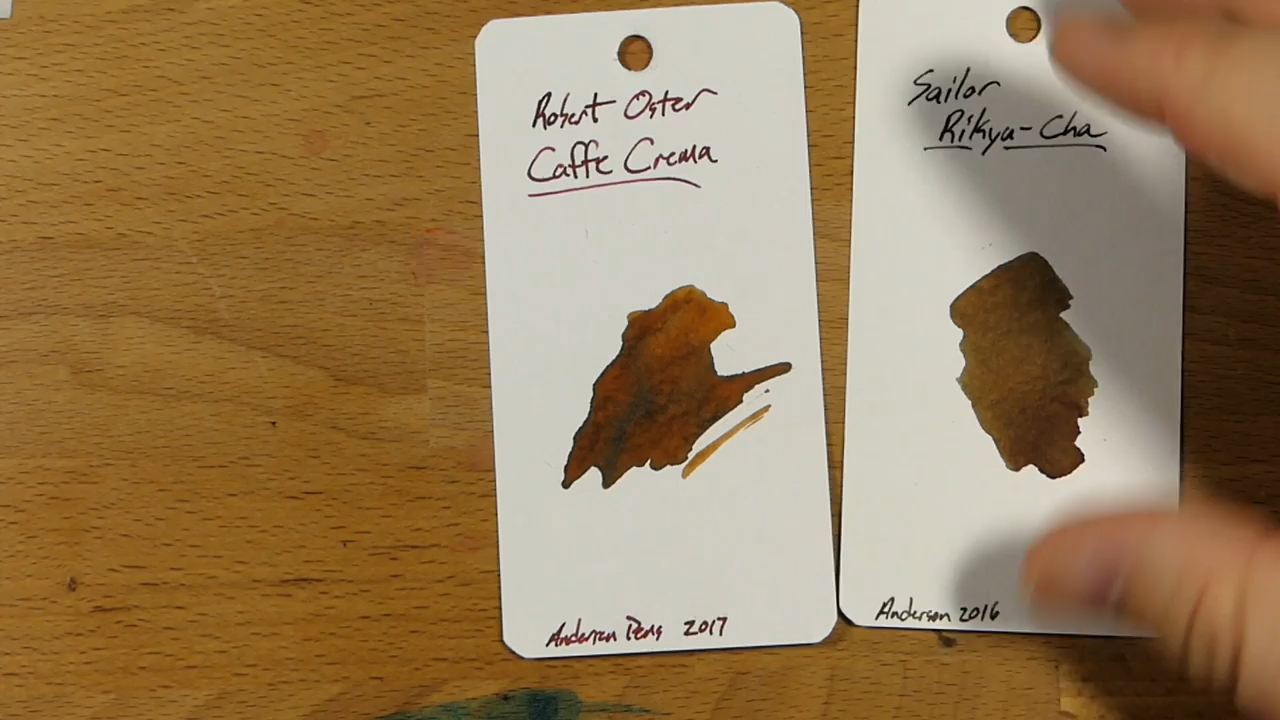 Robert Oster
Caffe Crema
Anderson Pens 2017
Sailor
Rikyu-Cha
Anderson 2016